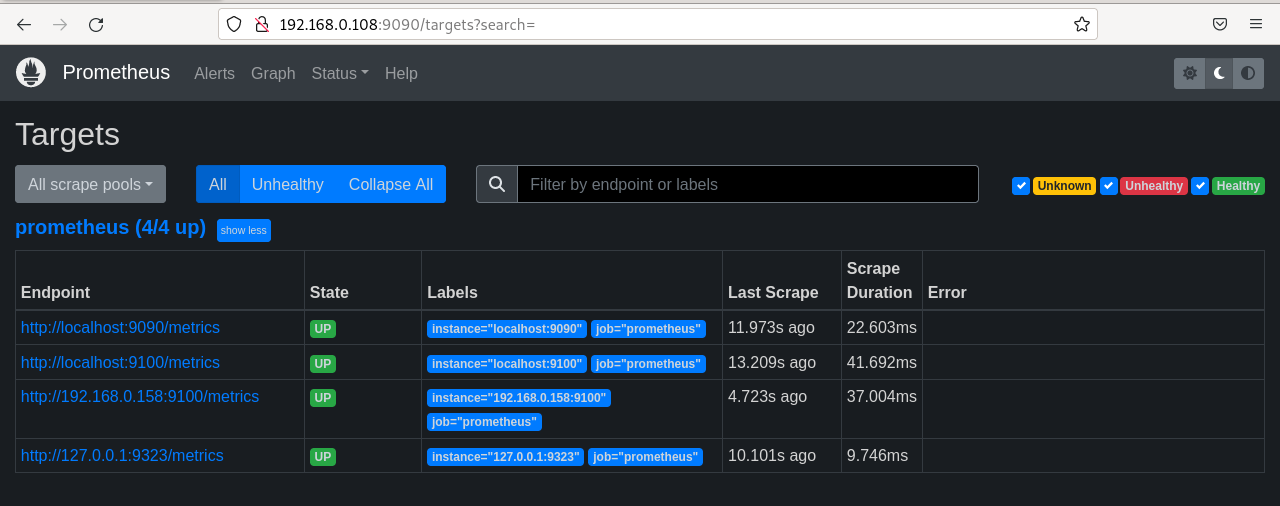 192.168.0.108:9090/targets?search=
Prometheus Alerts Graph Status Help
Targets
All scrape pools All Unhealthy Collapse All Filter by endpoint or labels Unknown Unhealthy Healthy
prometheus (4/4 up) show less
Endpoint State Labels Last Scrape Scrape Duration Error
http://localhost:9090/metrics UP instance="localhost:9090" job="prometheus" 11.973s ago 22.603ms
http://localhost:9100/metrics UP instance="localhost:9100" job="prometheus" 13.209s ago 41.692ms
http://192.168.0.158:9100/metrics UP instance="192.168.0.158:9100" 4.723s ago 37.004ms
job="prometheus"
http://127.0.0.1:9323/metrics UP instance="127.0.0.1:9323" job="prometheus" 10.101s ago 9.746ms